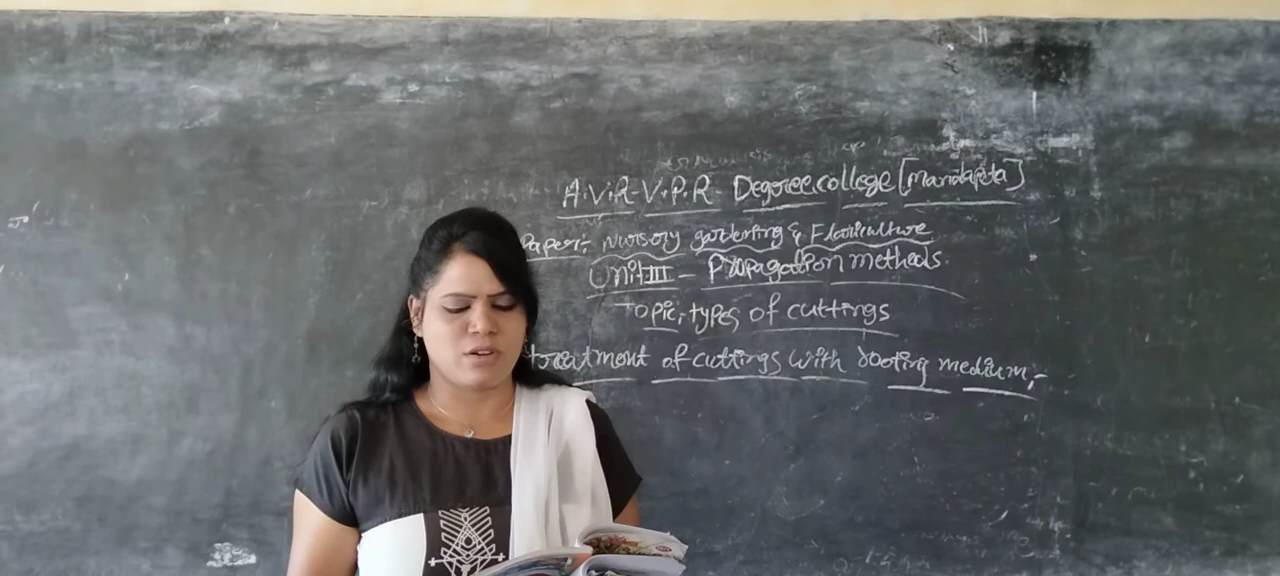 A.V.R-V.P.R- Degree college [Mandapeta]
Paper:- Nursory gardening & Floriculture
Unit III - Propagation methods.
Topic: types of cuttings
treatment of cuttings with rooting medium:-